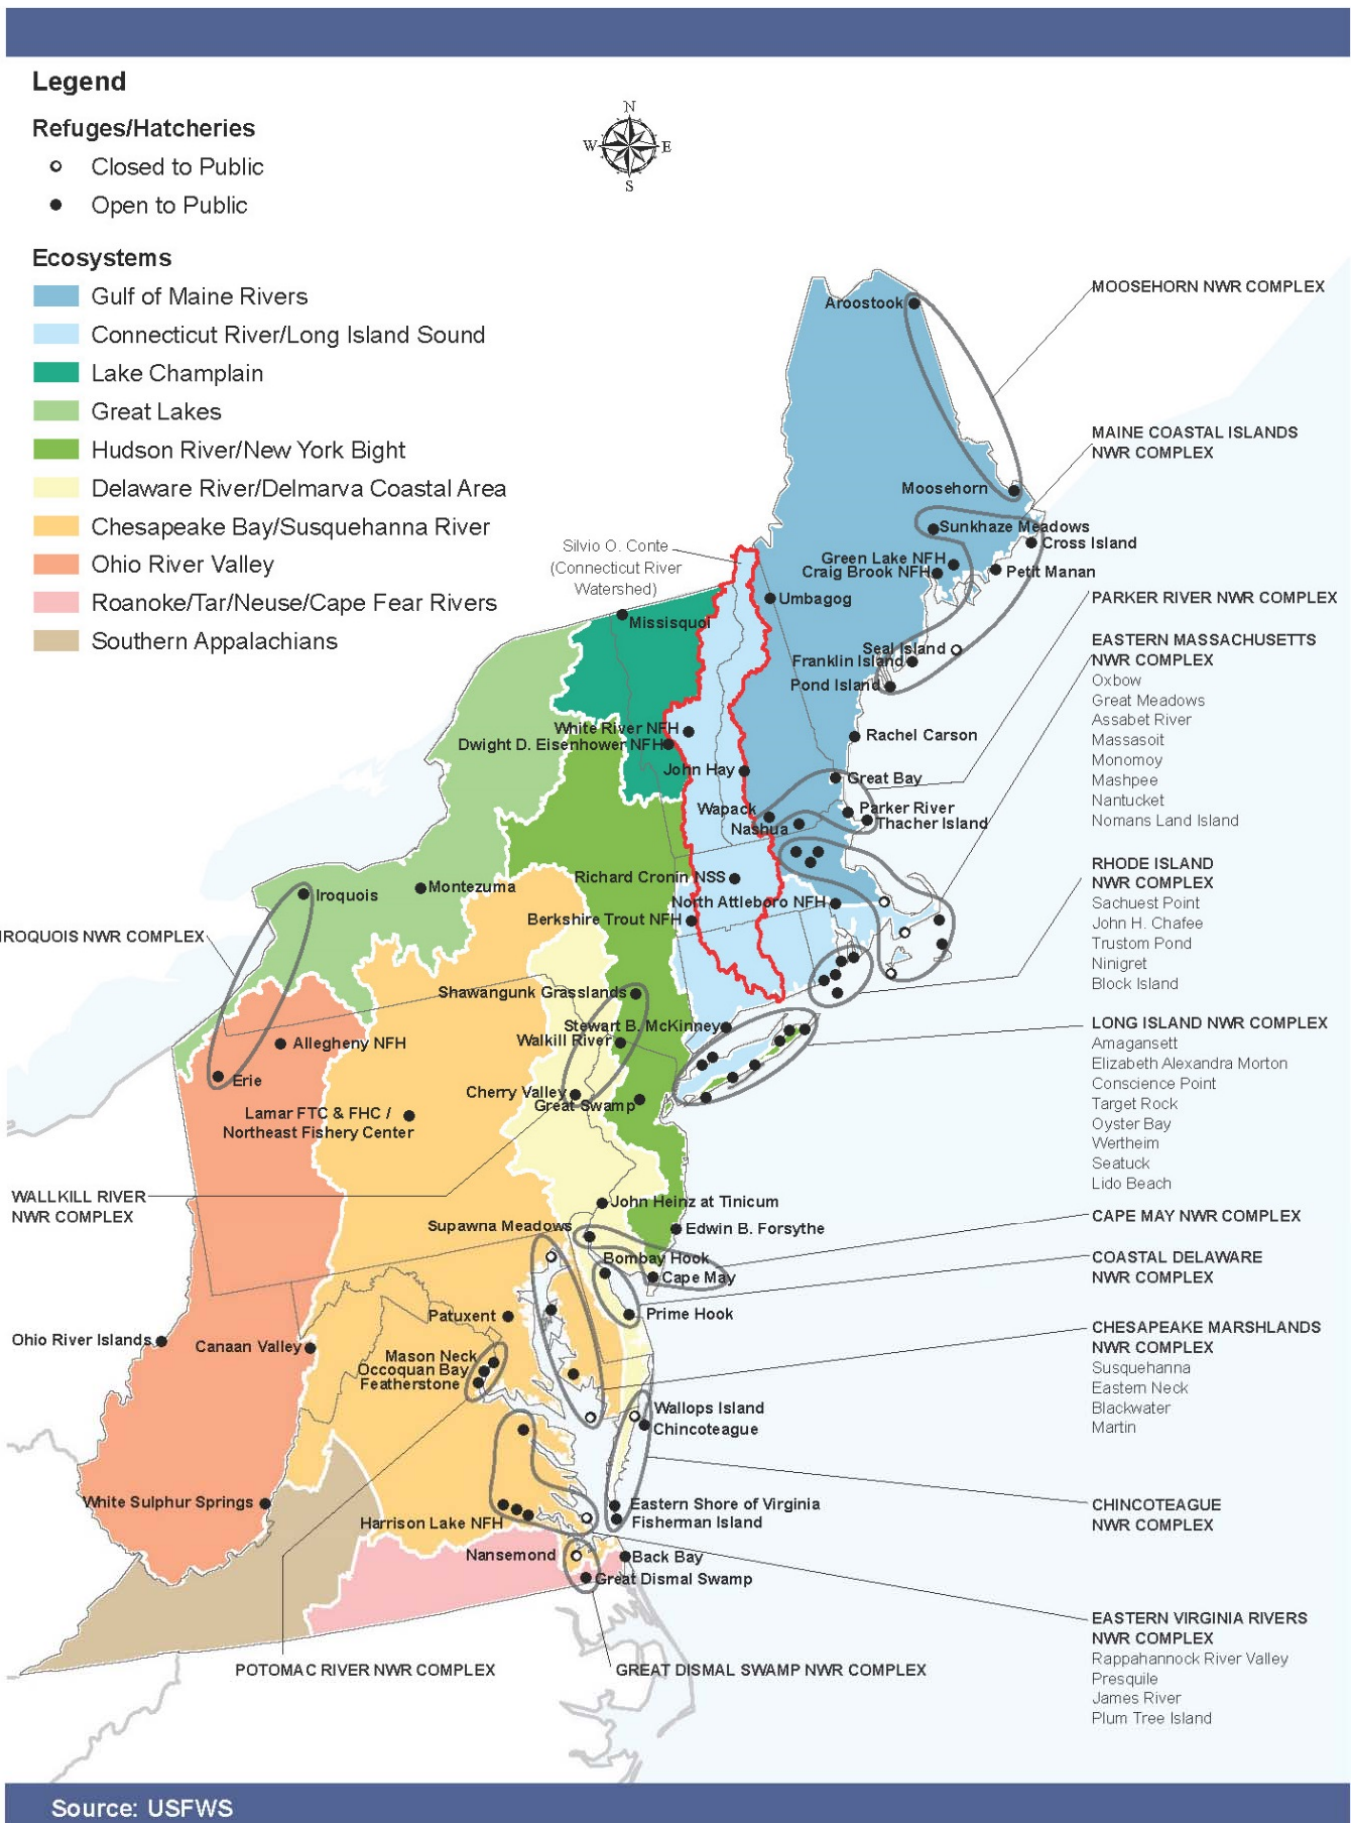 Legend
Refuges/Hatcheries
Closed to Public
Open to Public
Ecosystems
Gulf of Maine Rivers
Connecticut River/Long Island Sound
Lake Champlain
Great Lakes
Hudson River/New York Bight
Delaware River/Delmarva Coastal Area
Chesapeake Bay/Susquehanna River
Ohio River Valley
Roanoke/Tar/Neuse/Cape Fear Rivers
Southern Appalachians
N
W
E
S
Aroostook
Moosehorn
Sunkhaze Meadows
Cross Island
Green Lake NFH
Craig Brook NFH
Petit Manan
Silvio O. Conte
(Connecticut River
Watershed)
Umbagog
Missisquoi
Seal Island
Franklin Island
Pond Island
White River NFH
Dwight D. Eisenhower NFH
Rachel Carson
John Hay
Great Bay
Wapack
Parker River
Nashua
Thacher Island
Richard Cronin NSS
Iroquois
Montezuma
North Attleboro NFH
Berkshire Trout NFH
IROQUOIS NWR COMPLEX
Shawangunk Grasslands
Stewart B. McKinney
Walkill River
Allegheny NFH
Erie
Cherry Valley
Great Swamp
Lamar FTC & FHC /
Northeast Fishery Center
WALLKILL RIVER
NWR COMPLEX
John Heinz at Tinicum
Supawna Meadows
Edwin B. Forsythe
Bombay Hook
Cape May
Prime Hook
Patuxent
Ohio River Islands
Canaan Valley
Mason Neck
Occoquan Bay
Featherstone
Wallops Island
Chincoteague
White Sulphur Springs
Harrison Lake NFH
Eastern Shore of Virginia
Fisherman Island
Nansemond
Back Bay
Great Dismal Swamp
POTOMAC RIVER NWR COMPLEX
GREAT DISMAL SWAMP NWR COMPLEX
MOOSEHORN NWR COMPLEX
MAINE COASTAL ISLANDS
NWR COMPLEX
PARKER RIVER NWR COMPLEX
EASTERN MASSACHUSETTS
NWR COMPLEX
Oxbow
Great Meadows
Assabet River
Massasoit
Monomoy
Mashpee
Nantucket
Nomans Land Island
RHODE ISLAND
NWR COMPLEX
Sachuest Point
John H. Chafee
Trustom Pond
Ninigret
Block Island
LONG ISLAND NWR COMPLEX
Amagansett
Elizabeth Alexandra Morton
Conscience Point
Target Rock
Oyster Bay
Wertheim
Seatuck
Lido Beach
CAPE MAY NWR COMPLEX
COASTAL DELAWARE
NWR COMPLEX
CHESAPEAKE MARSHLANDS
NWR COMPLEX
Susquehanna
Eastern Neck
Blackwater
Martin
CHINCOTEAGUE
NWR COMPLEX
EASTERN VIRGINIA RIVERS
NWR COMPLEX
Rappahannock River Valley
Presquile
James River
Plum Tree Island
Source: USFWS